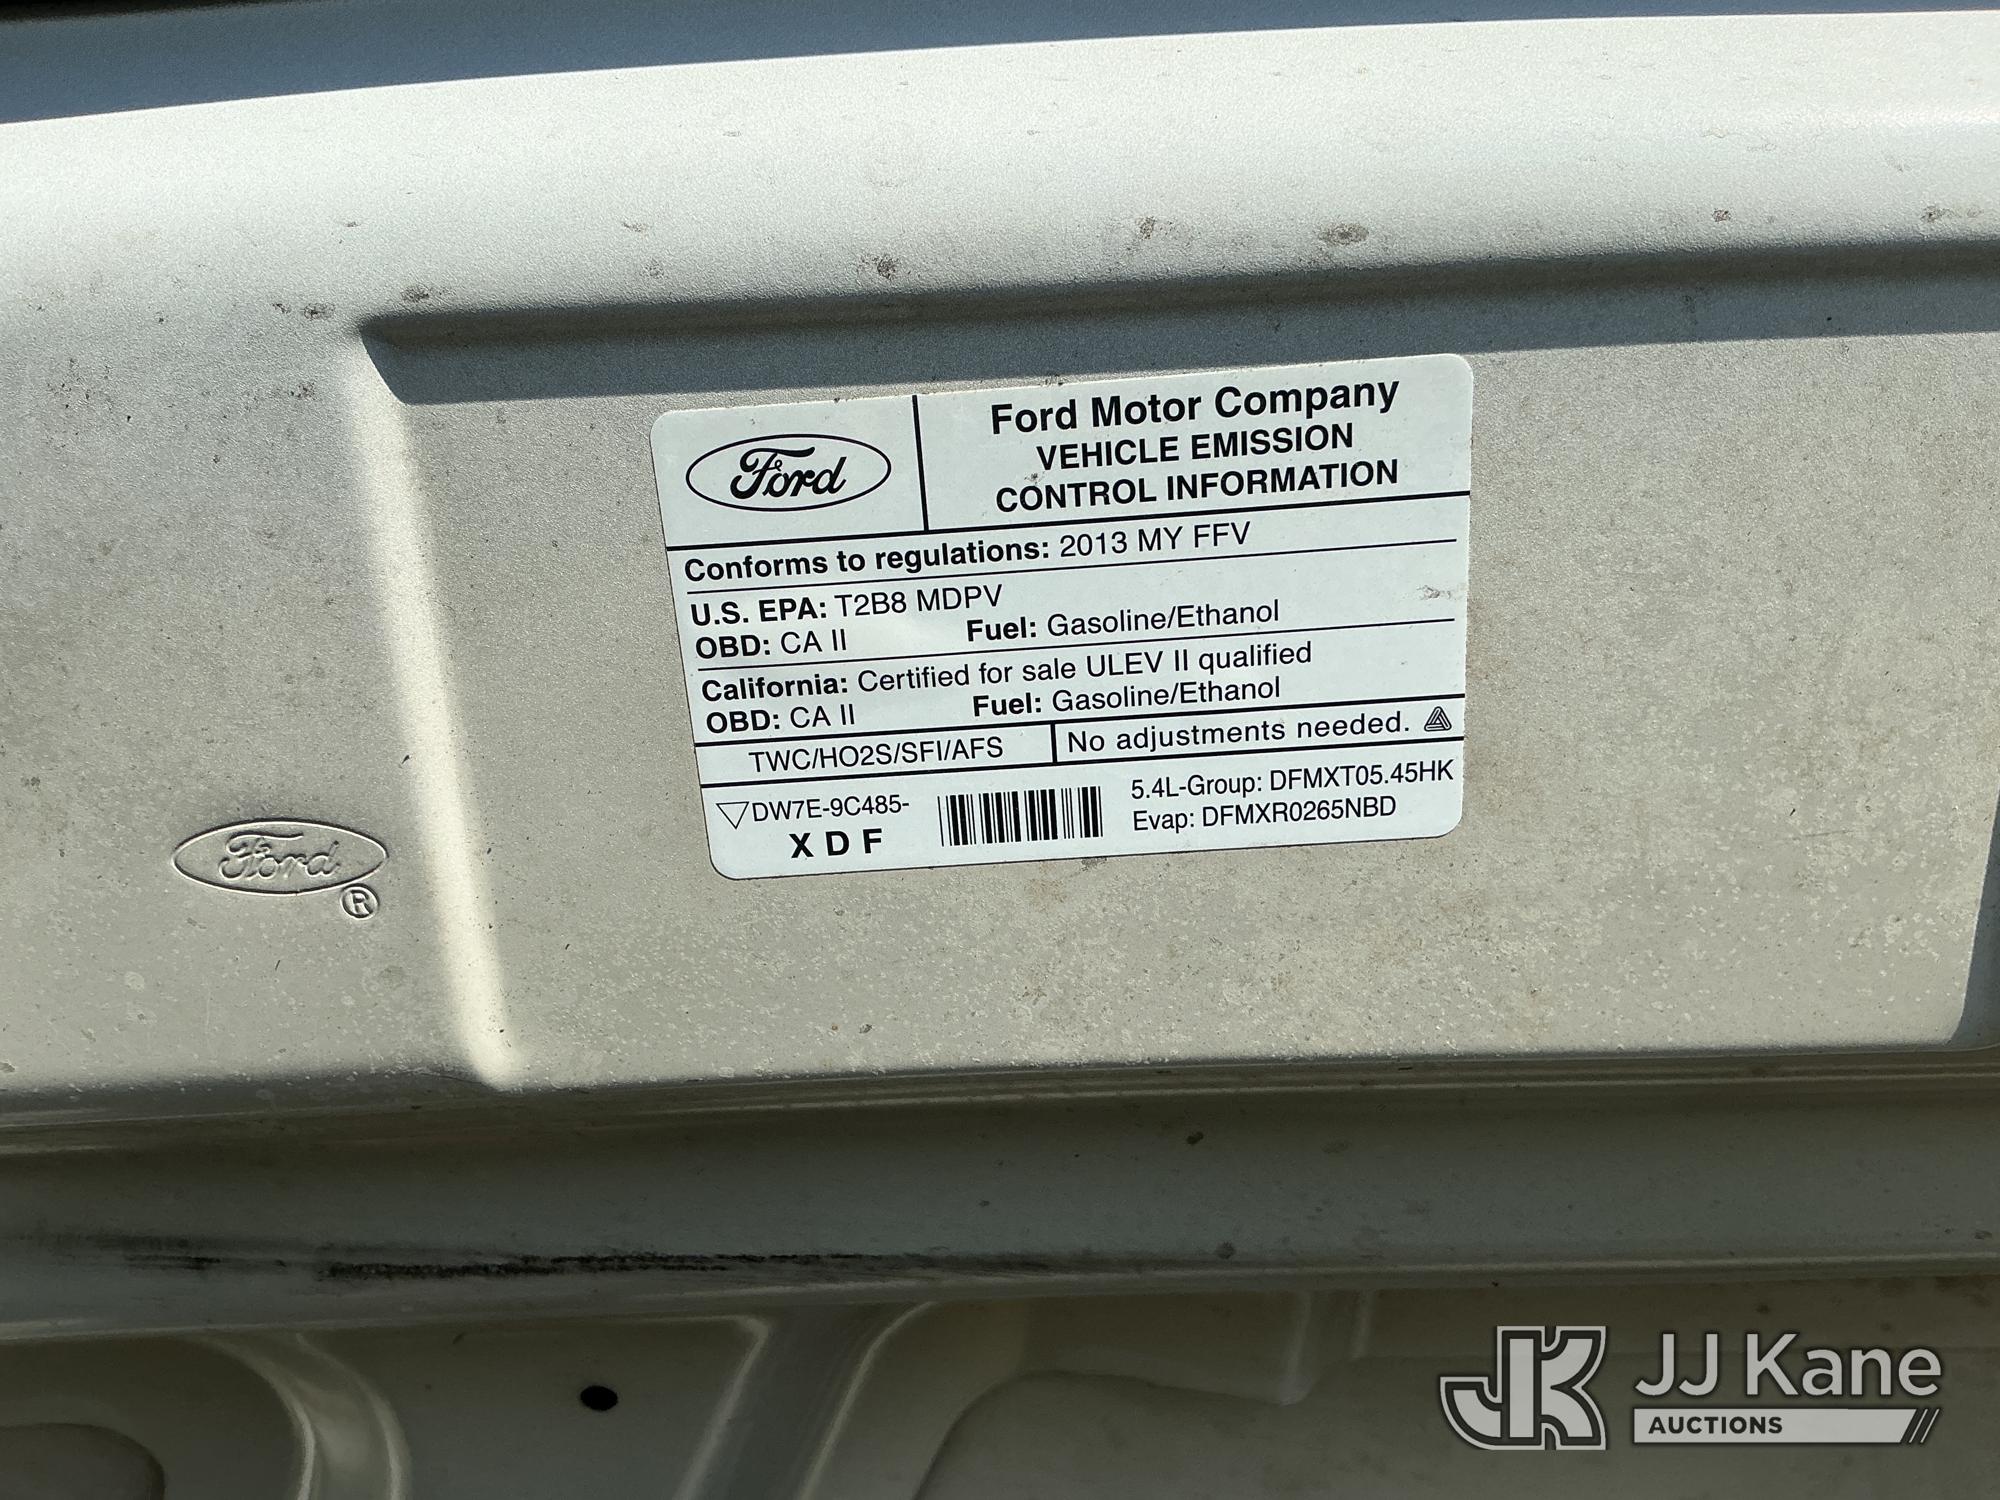 Ford
Ford Motor Company
VEHICLE EMISSION
CONTROL INFORMATION
Conforms to regulations: 2013 MY FFV
U.S. EPA: T2B8 MDPV
OBD: CA II Fuel: Gasoline/Ethanol
California: Certified for sale ULEV II qualified
OBD: CA II Fuel: Gasoline/Ethanol
TWC/HO2S/SFI/AFS No adjustments needed.
DW7E-9C485-
X D F
5.4L-Group: DFMXT05.45HK
Evap: DFMXR0265NBD
Ford
®
JK JJ Kane
AUCTIONS